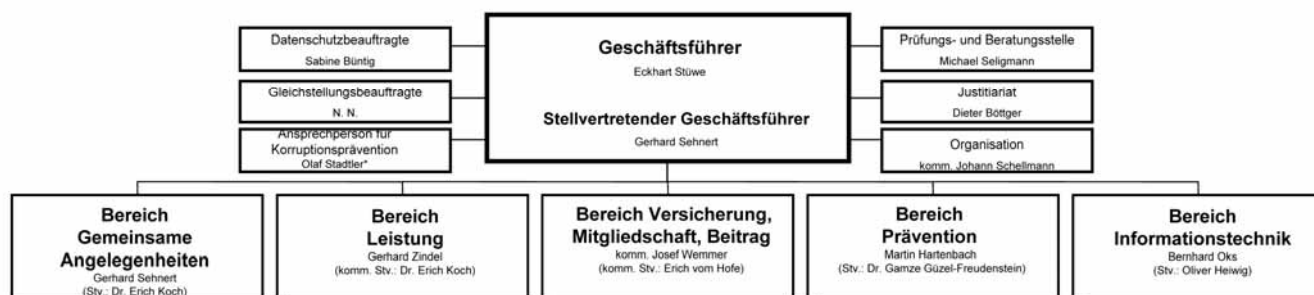 Datenschutzbeauftragte
Sabine Büntig
Gleichstellungsbeauftragte
N. N.
Ansprechperson für
Korruptionsprävention
Olaf Stadtler*
Geschäftsführer
Eckhart Stüwe
Stellvertretender Geschäftsführer
Gerhard Sehnert
Prüfungs- und Beratungsstelle
Michael Seligmann
Justitiariat
Dieter Böttger
Organisation
komm. Johann Schellmann
Bereich
Gemeinsame
Angelegenheiten
Gerhard Sehnert
(Stv.: Dr. Erich Koch)
Bereich
Leistung
Gerhard Zindel
(komm. Stv.: Dr. Erich Koch)
Bereich Versicherung,
Mitgliedschaft, Beitrag
komm. Josef Wemmer
(komm. Stv.: Erich vom Hofe)
Bereich
Prävention
Martin Hartenbach
(Stv.: Dr. Gamze Güzel-Freudenstein)
Bereich
Informationstechnik
Bernhard Oks
(Stv.: Oliver Heiwig)